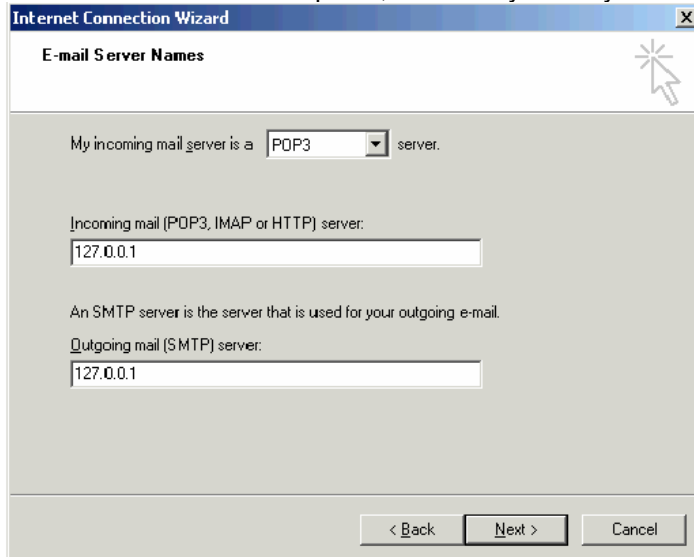 Internet Connection Wizard
E-mail Server Names
My incoming mail server is a POP3 server.
Incoming mail (POP3, IMAP or HTTP) server:
127.0.0.1
An SMTP server is the server that is used for your outgoing e-mail.
Outgoing mail (SMTP) server:
127.0.0.1
< Back Next > Cancel